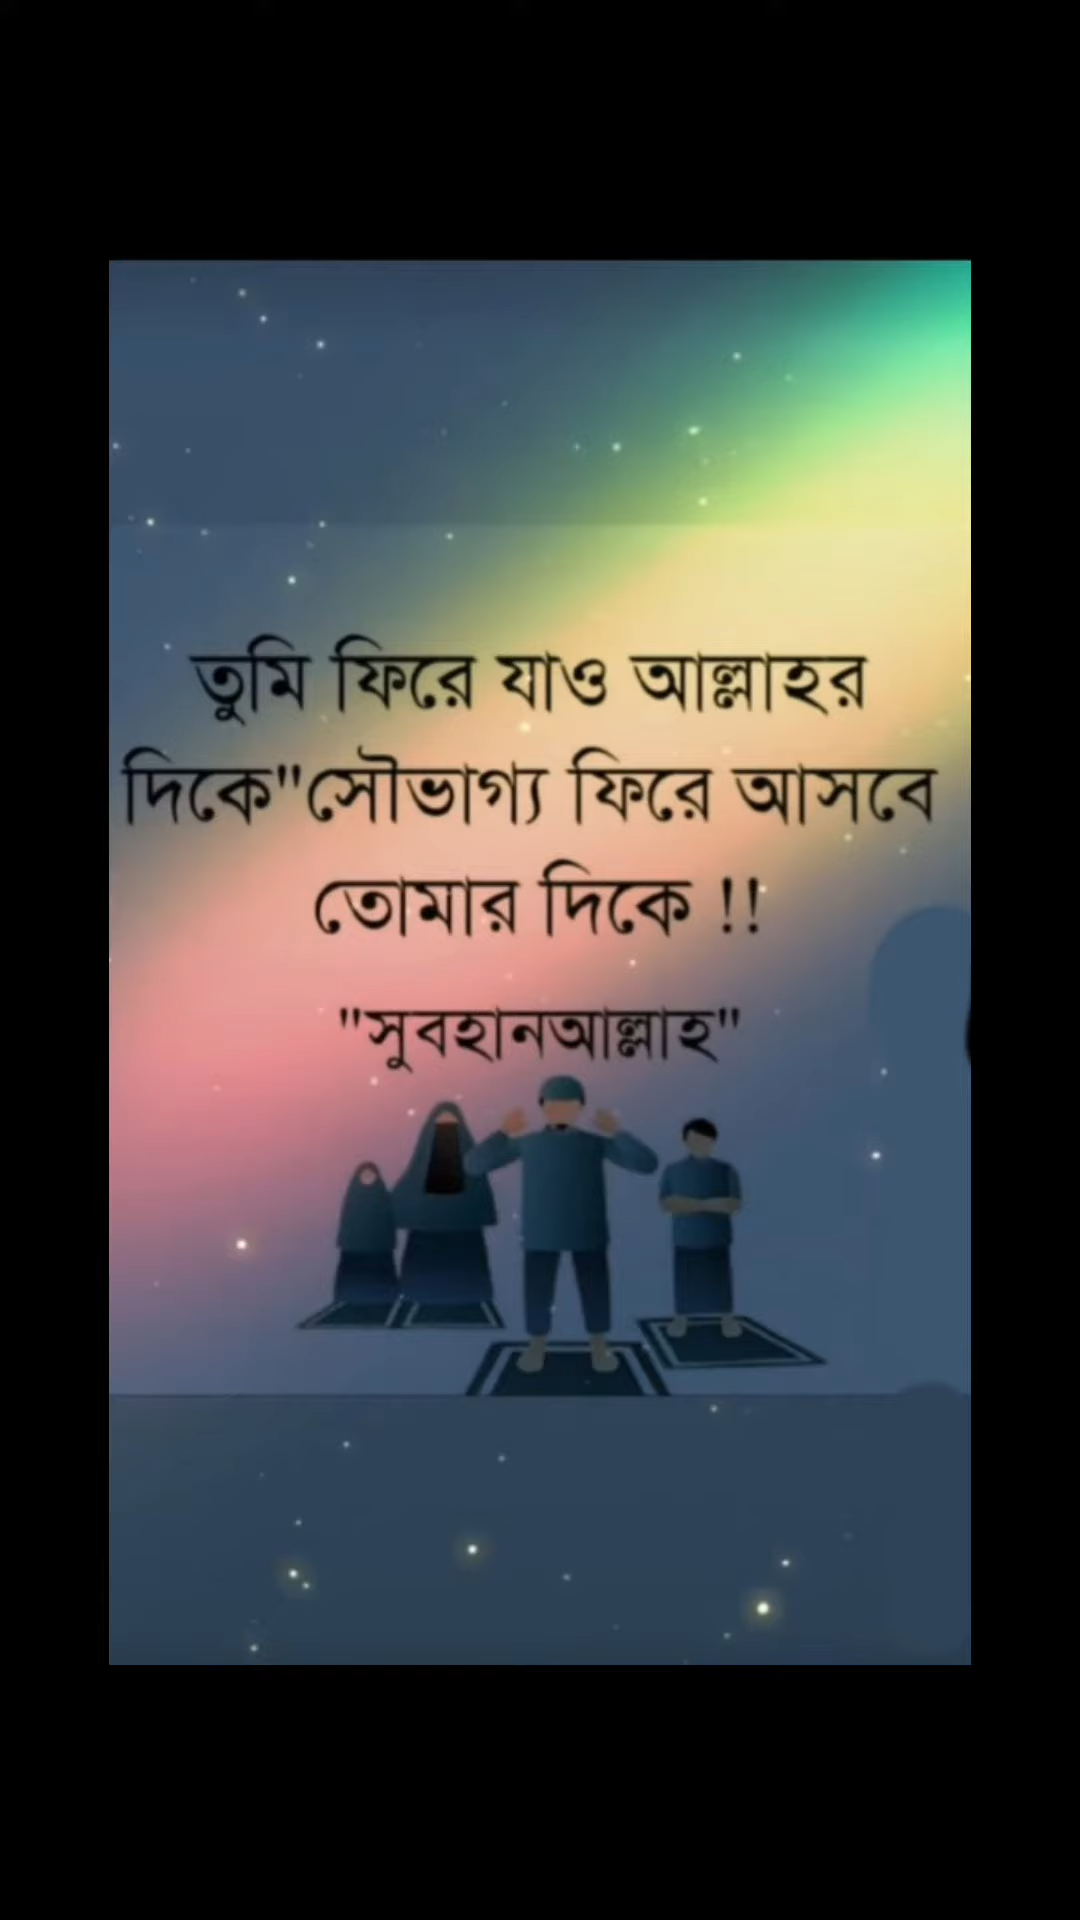 তুমি ফিরে যাও আল্লাহর
দিকে"সৌভাগ্য ফিরে আসবে
তোমার দিকে !!
"সুবহানআল্লাহ"